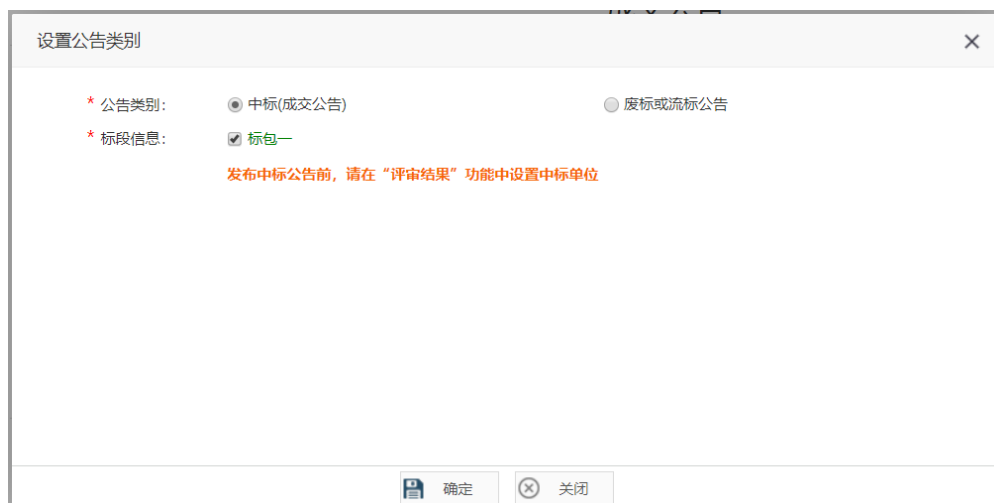 设置公告类别
* 公告类别： 中标(成交公告) 废标或流标公告
* 标段信息： 标包一
发布中标公告前，请在“评审结果”功能中设置中标单位
确定 关闭